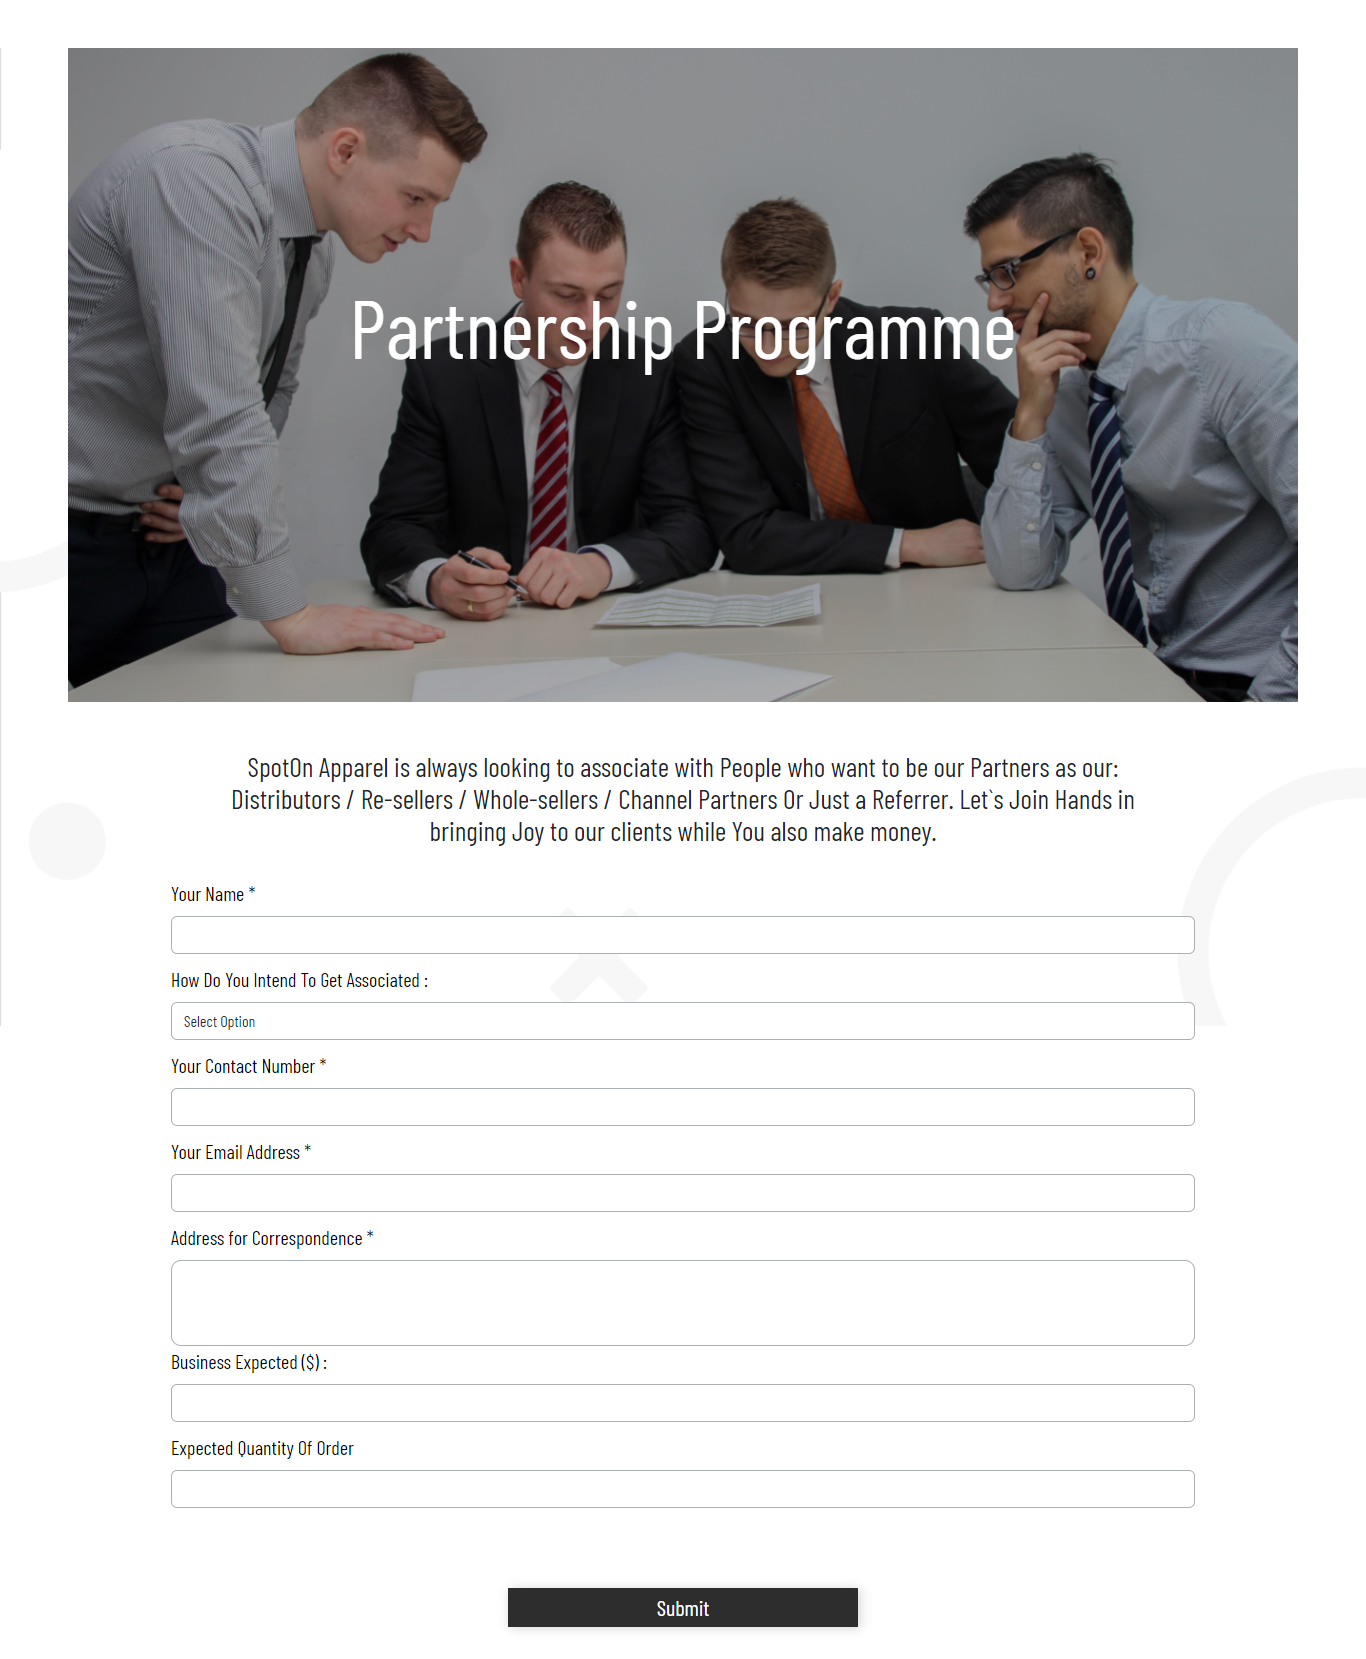 Partnership Programme
SpotOn Apparel is always looking to associate with People who want to be our Partners as our:
Distributors / Re-sellers / Whole-sellers / Channel Partners Or Just a Referrer. Let`s Join Hands in
bringing Joy to our clients while You also make money.
Your Name *
How Do You Intend To Get Associated :
Select Option
Your Contact Number *
Your Email Address *
Address for Correspondence *
Business Expected ($) :
Expected Quantity Of Order
Submit